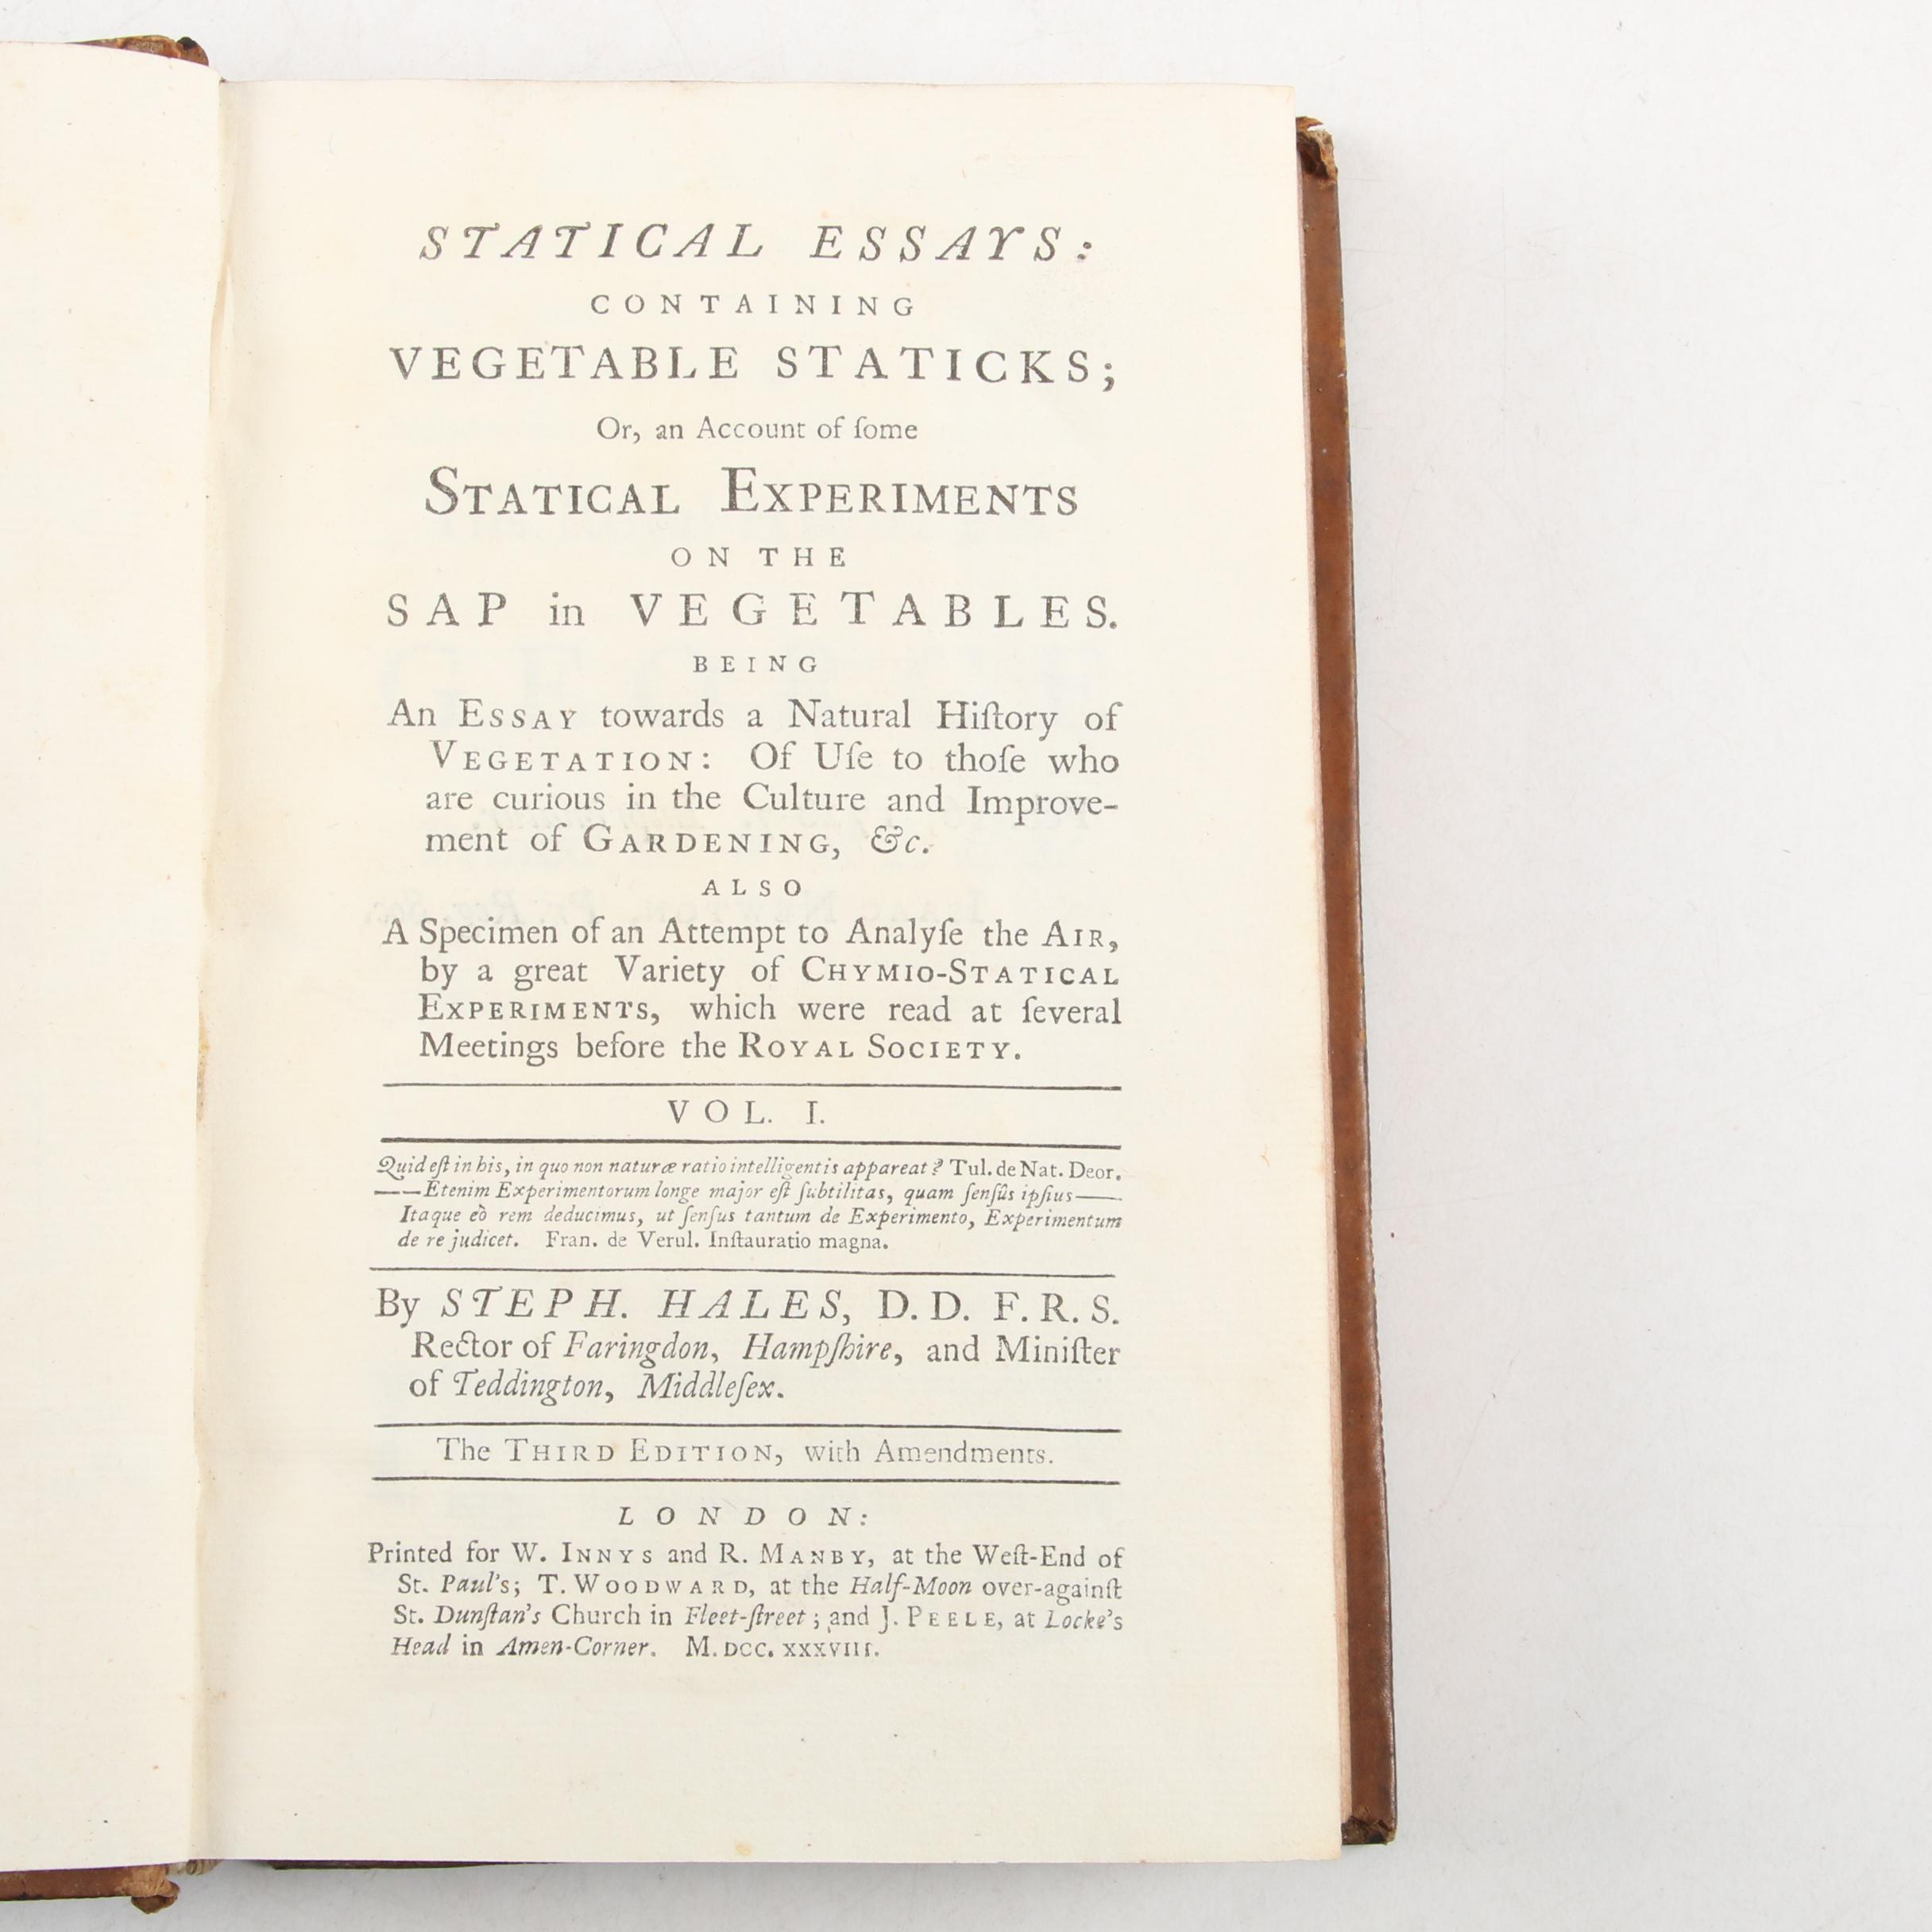 STATICAL ESSAYS:
CONTAINING
VEGETABLE STATICKS;
Or, an Account of ſome
STATICAL EXPERIMENTS
ON THE
SAP in VEGETABLES.
BEING
An ESSAY towards a Natural Hiſtory of
VEGETATION: Of Uſe to thoſe who
are curious in the Culture and Improve-
ment of GARDENING, &c.
ALSO
A Specimen of an Attempt to Analyſe the AIR,
by a great Variety of CHYMIO-STATICAL
EXPERIMENTS, which were read at ſeveral
Meetings before the ROYAL SOCIETY.
VOL. I.
Quid eſt in his, in quo non naturæ ratio intelligentis appareat? Tul. de Nat. Deor.
——Etenim Experimentorum longe major eſt ſubtilitas, quam ſenſûs ipſius——
Itaque eò rem deducimus, ut ſenſus tantum de Experimento, Experimentum
de re judicet. Fran. de Verul. Inſtauratio magna.
By STEPH. HALES, D.D. F.R.S.
Rector of Faringdon, Hampſhire, and Miniſter
of Teddington, Middleſex.
The THIRD EDITION, with Amendments.
LONDON:
Printed for W. INNYS and R. MANBY, at the Weſt-End of
St. Paul's; T. WOODWARD, at the Half-Moon over-againſt
St. Dunſtan's Church in Fleet-ſtreet; and J. PEELE, at Locke's
Head in Amen-Corner. M.DCC.XXXVIII.